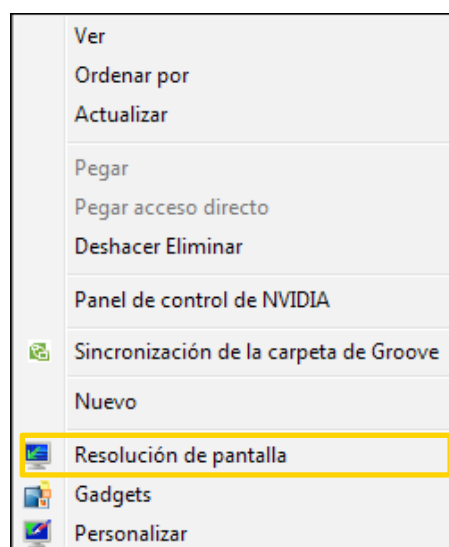 Ver
Ordenar por
Actualizar
Pegar
Pegar acceso directo
Deshacer Eliminar
Panel de control de NVIDIA
Sincronización de la carpeta de Groove
Nuevo
Resolución de pantalla
Gadgets
Personalizar